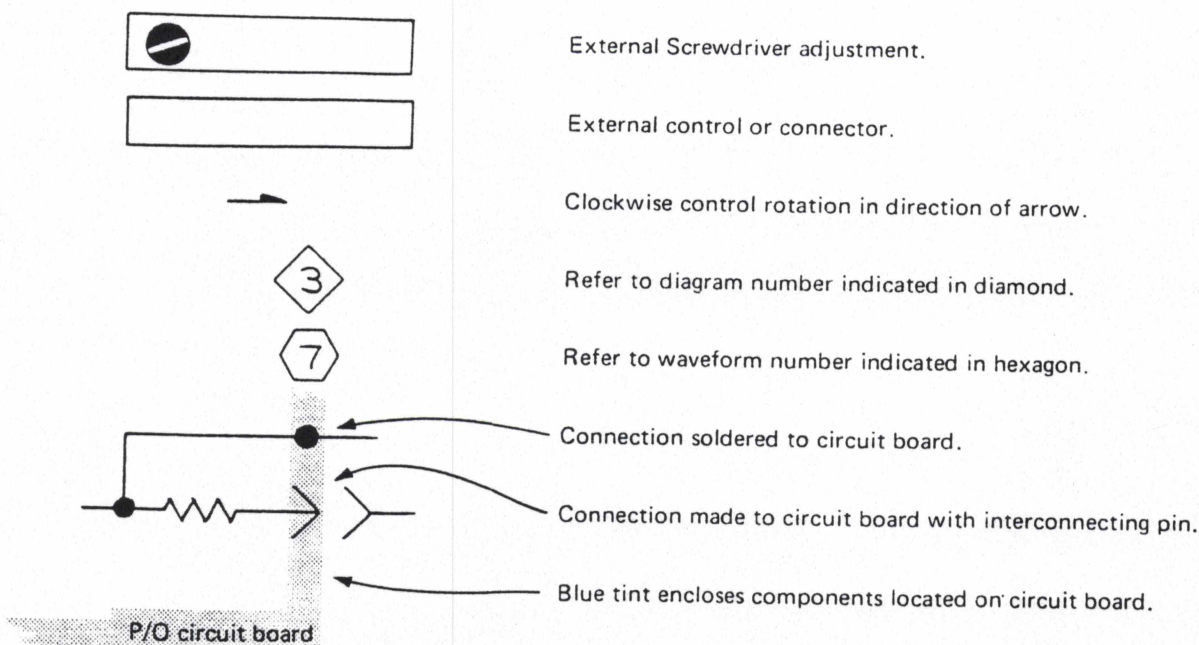 External Screwdriver adjustment.
External control or connector.
Clockwise control rotation in direction of arrow.
3
Refer to diagram number indicated in diamond.
7
Refer to waveform number indicated in hexagon.
Connection soldered to circuit board.
Connection made to circuit board with interconnecting pin.
Blue tint encloses components located on circuit board.
P/O circuit board